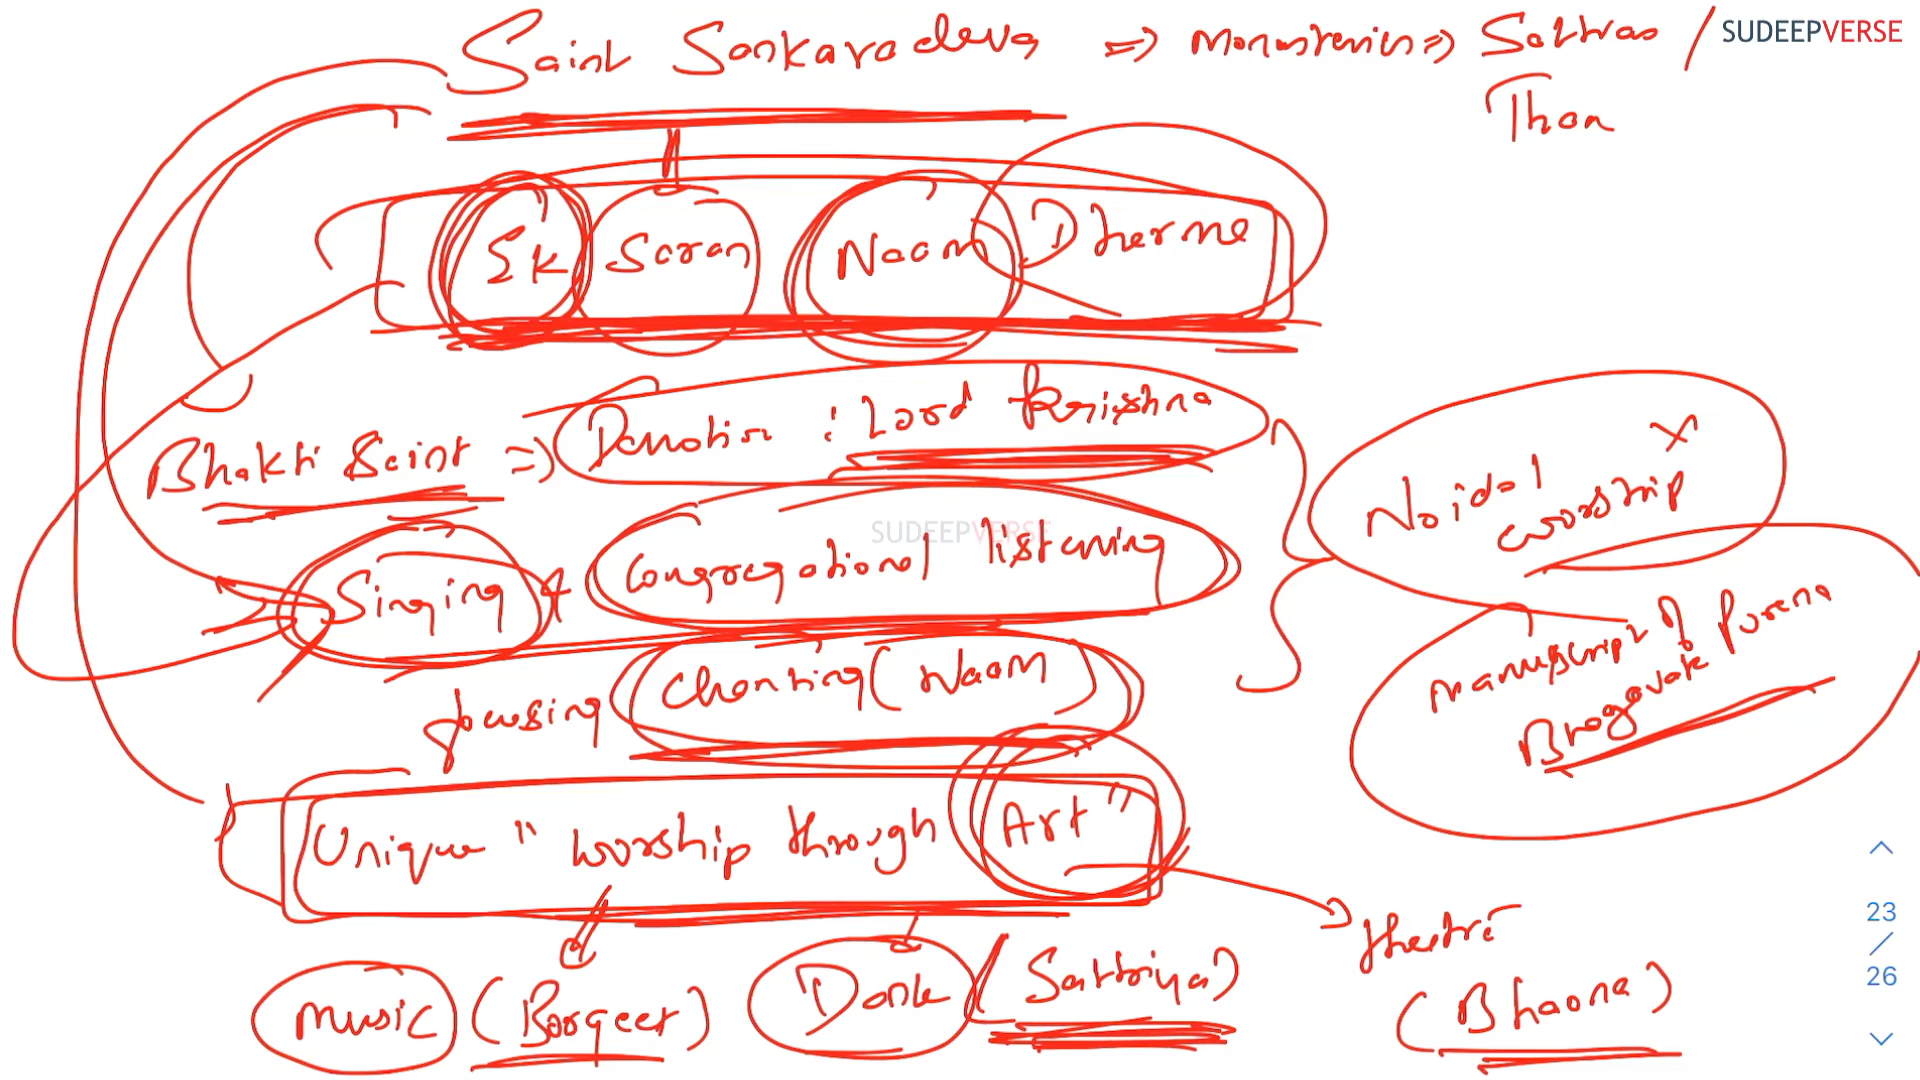 Saint Sankaradeva => monasteries => Sattras /
Than
SUDEEPVERSE
Ek Saran Naam Dharma
Bhakti Saint => Devotion : Lord Krishna
No idol worship X
SUDEEPVERSE
Singing & Congregational listening
manuscript of Bhagavata Purana
focusing Chanting (Naam)
Unique "worship through Art"
theatre
music (Borgeet) Dance (Sattriya)
(Bhaona)
23
/
26